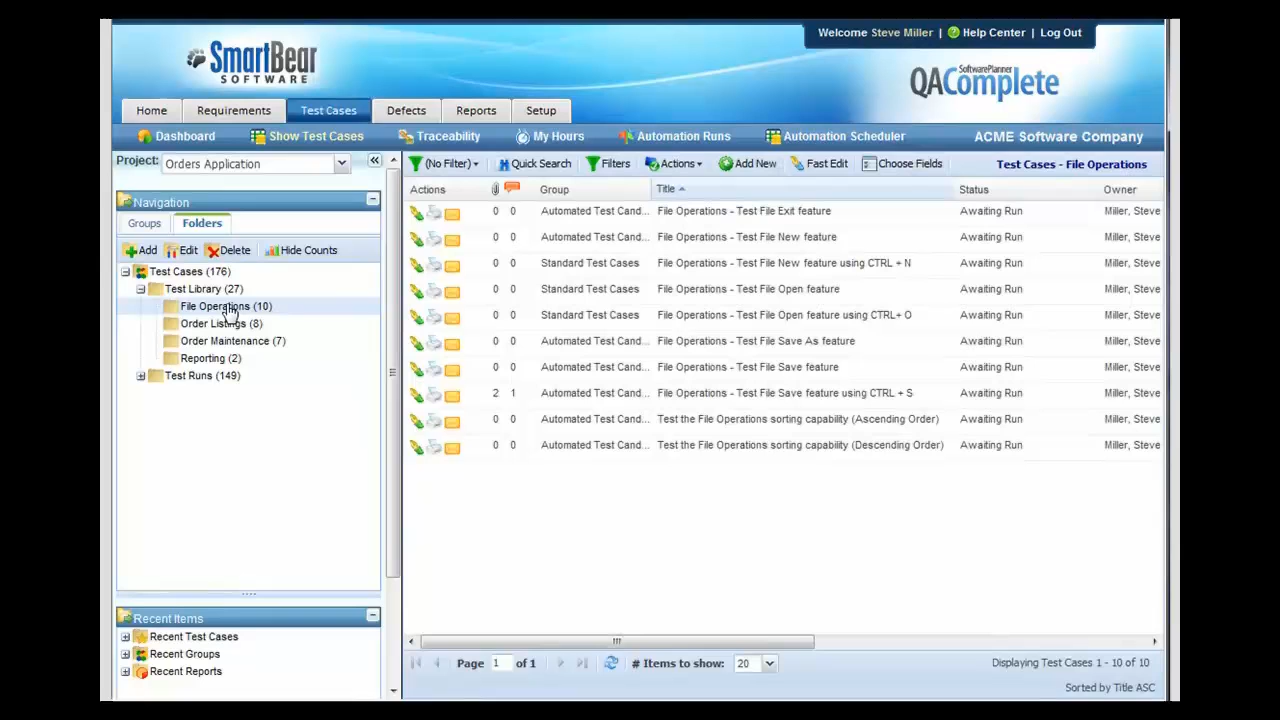 Welcome Steve Miller | Help Center | Log Out
SmartBear
SOFTWARE
SoftwarePlanner
QAComplete
Home Requirements Test Cases Defects Reports Setup
Dashboard Show Test Cases Traceability My Hours Automation Runs Automation Scheduler ACME Software Company
Project: Orders Application
(No Filter) Quick Search Filters Actions Add New Fast Edit Choose Fields Test Cases - File Operations
Navigation
Groups Folders
Add Edit Delete Hide Counts
Test Cases (176)
Test Library (27)
File Operations (10)
Order Listings (8)
Order Maintenance (7)
Reporting (2)
Test Runs (149)
Recent Items
Recent Test Cases
Recent Groups
Recent Reports
Actions Group Title Status Owner
0 0 Automated Test Cand... File Operations - Test File Exit feature Awaiting Run Miller, Steve
0 0 Automated Test Cand... File Operations - Test File New feature Awaiting Run Miller, Steve
0 0 Standard Test Cases File Operations - Test File New feature using CTRL + N Awaiting Run Miller, Steve
0 0 Standard Test Cases File Operations - Test File Open feature Awaiting Run Miller, Steve
0 0 Standard Test Cases File Operations - Test File Open feature using CTRL+ O Awaiting Run Miller, Steve
0 0 Automated Test Cand... File Operations - Test File Save As feature Awaiting Run Miller, Steve
0 0 Automated Test Cand... File Operations - Test File Save feature Awaiting Run Miller, Steve
2 1 Automated Test Cand... File Operations - Test File Save feature using CTRL + S Awaiting Run Miller, Steve
0 0 Automated Test Cand... Test the File Operations sorting capability (Ascending Order) Awaiting Run Miller, Steve
0 0 Automated Test Cand... Test the File Operations sorting capability (Descending Order) Awaiting Run Miller, Steve
Page 1 of 1 # Items to show: 20 Displaying Test Cases 1 - 10 of 10
Sorted by Title ASC